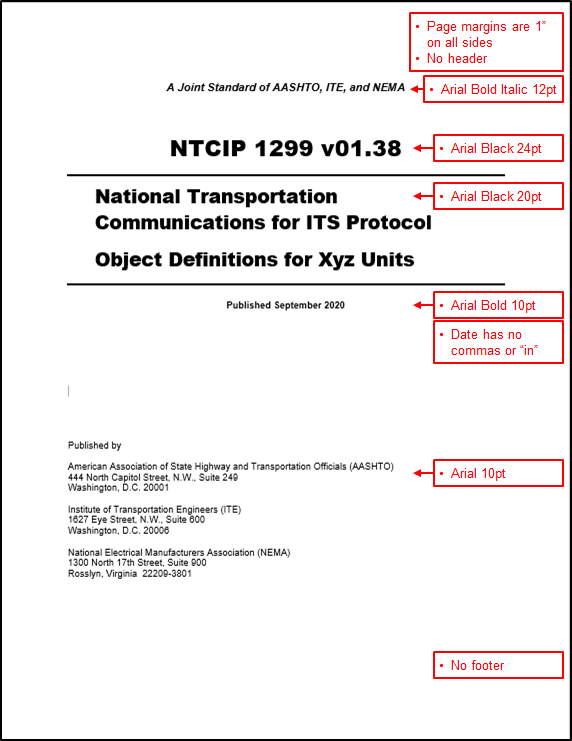 • Page margins are 1”
on all sides
• No header
A Joint Standard of AASHTO, ITE, and NEMA
• Arial Bold Italic 12pt
NTCIP 1299 v01.38
• Arial Black 24pt
National Transportation
• Arial Black 20pt
Communications for ITS Protocol
Object Definitions for Xyz Units
Published September 2020
• Arial Bold 10pt
• Date has no
commas or “in”
Published by
American Association of State Highway and Transportation Officials (AASHTO)
• Arial 10pt
444 North Capitol Street, N.W., Suite 249
Washington, D.C. 20001
Institute of Transportation Engineers (ITE)
1627 Eye Street, N.W., Suite 600
Washington, D.C. 20006
National Electrical Manufacturers Association (NEMA)
1300 North 17th Street, Suite 900
Rosslyn, Virginia  22209-3801
• No footer